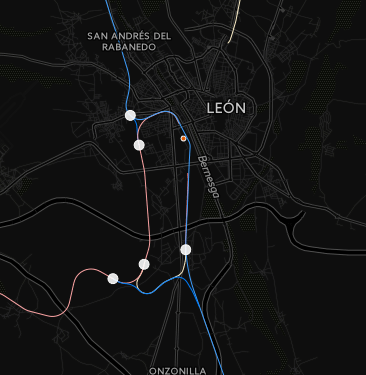 SAN ANDRÉS DEL
RABANEDO
LEÓN
Bernesga
ONZONILLA